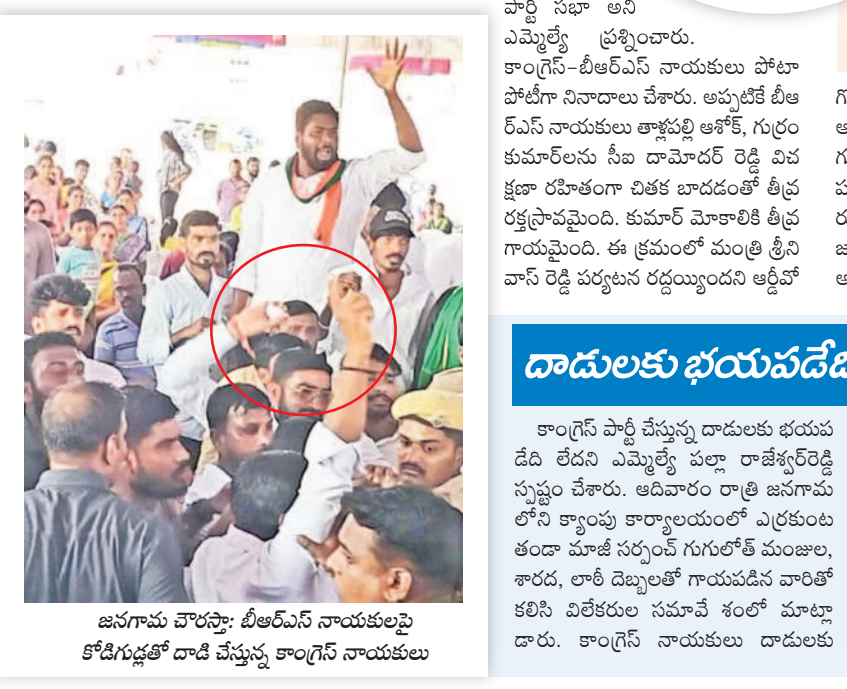 పార్టీ సభా అని
ఎమ్మెల్యే ప్రశ్నించారు.
కాంగ్రెస్–బీఆర్ఎస్ నాయకులు పోటా
పోటీగా నినాదాలు చేశారు. అప్పటికే బీఆ
ర్ఎస్ నాయకులు తాళ్లపల్లి ఆశోక్, గుర్రం
కుమార్‌లను సీఐ దామోదర్ రెడ్డి విచ
క్షణా రహితంగా చితక బాదడంతో తీవ్ర
రక్తస్రావమైంది. కుమార్ మోకాలికి తీవ్ర
గాయమైంది. ఈ క్రమంలో మంత్రి శ్రీని
వాస్ రెడ్డి పర్యటన రద్దయ్యిందని ఆర్డీవో
జనగామ చౌరస్తా: బీఆర్ఎస్ నాయకులపై
కోడిగుడ్లతో దాడి చేస్తున్న కాంగ్రెస్ నాయకులు
దాడులకు భయపడేది
కాంగ్రెస్ పార్టీ చేస్తున్న దాడులకు భయప
డేది లేదని ఎమ్మెల్యే పల్లా రాజేశ్వర్‌రెడ్డి
స్పష్టం చేశారు. ఆదివారం రాత్రి జనగామ
లోని క్యాంపు కార్యాలయంలో ఎర్రకుంట
తండా మాజీ సర్పంచ్ గుగులోత్ మంజుల,
శారద, లాఠీ దెబ్బలతో గాయపడిన వారితో
కలిసి విలేకరుల సమావే శంలో మాట్లా
డారు. కాంగ్రెస్ నాయకులు దాడులకు